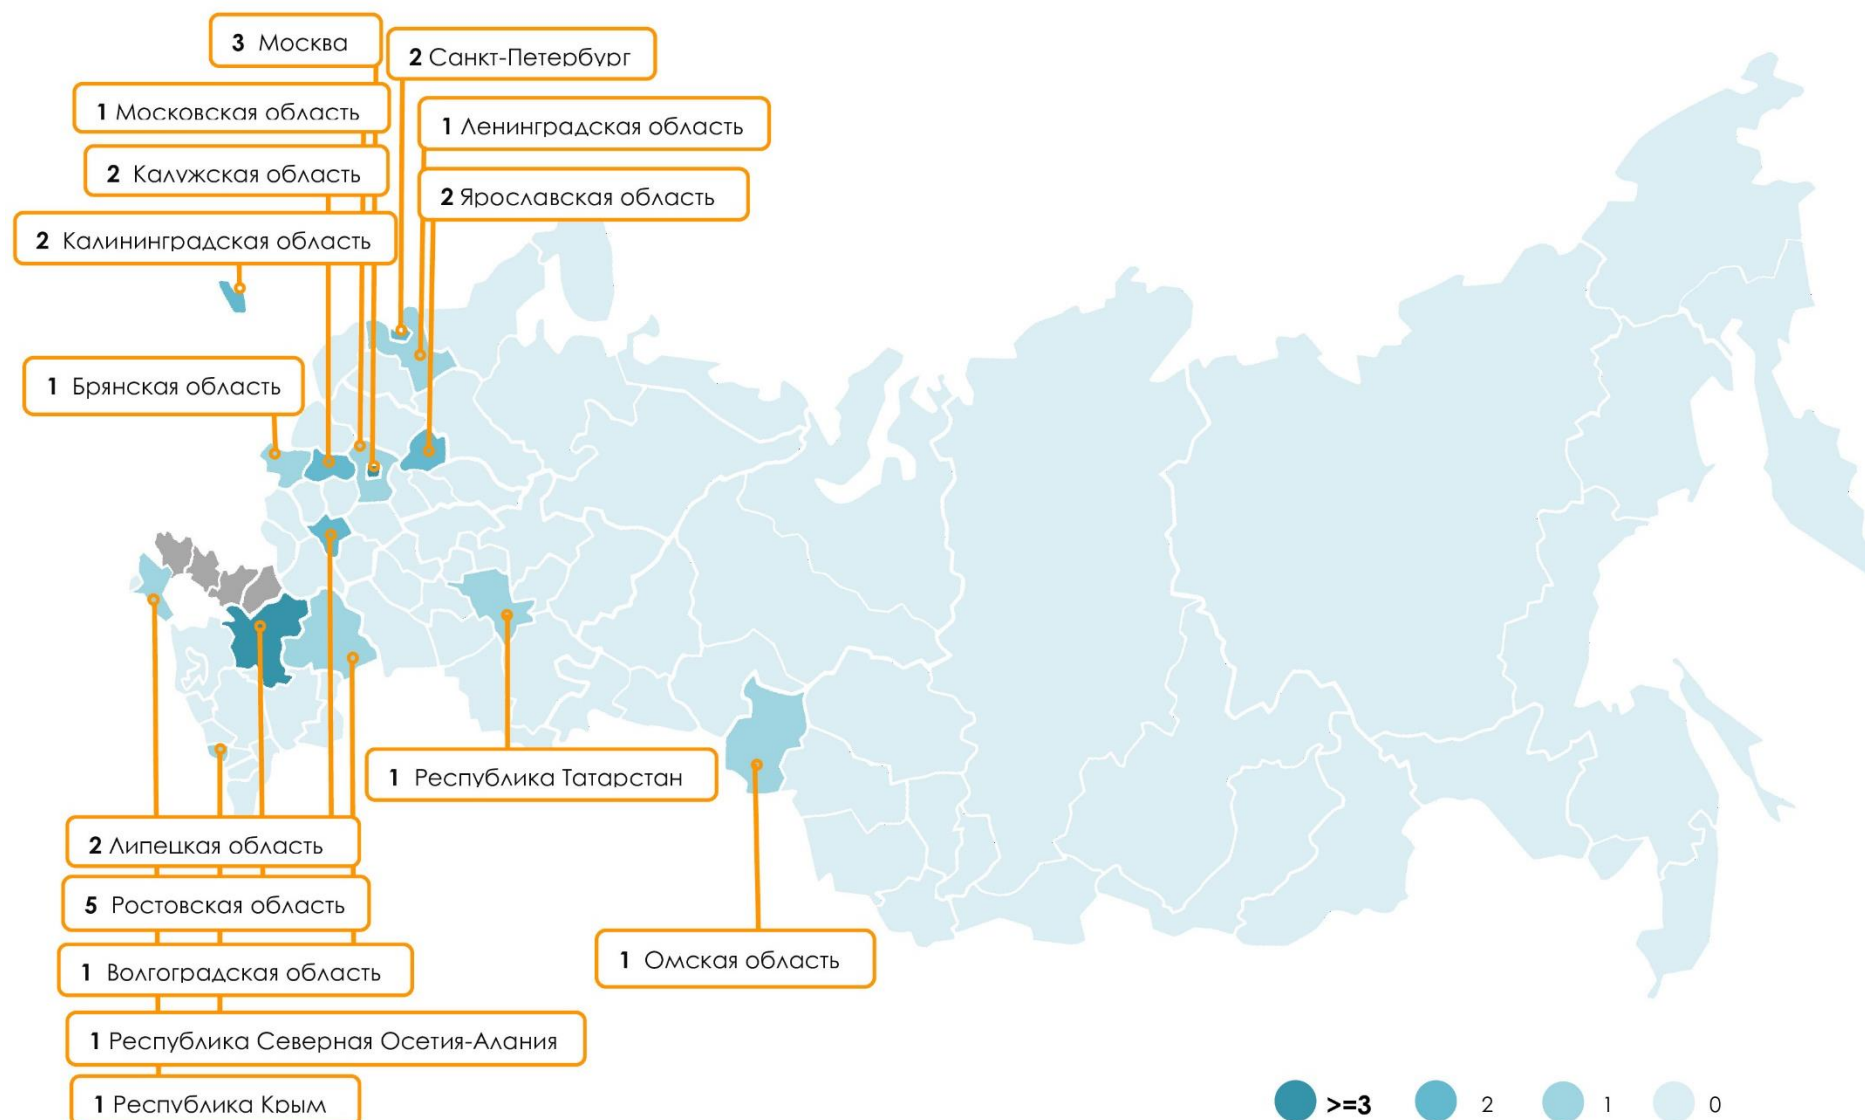 3 Москва
2 Санкт-Петербург
1 Московская область
1 Ленинградская область
2 Калужская область
2 Ярославская область
2 Калининградская область
1 Брянская область
1 Республика Татарстан
2 Липецкая область
5 Ростовская область
1 Волгоградская область
1 Омская область
1 Республика Северная Осетия-Алания
1 Республика Крым
>=3 2 1 0